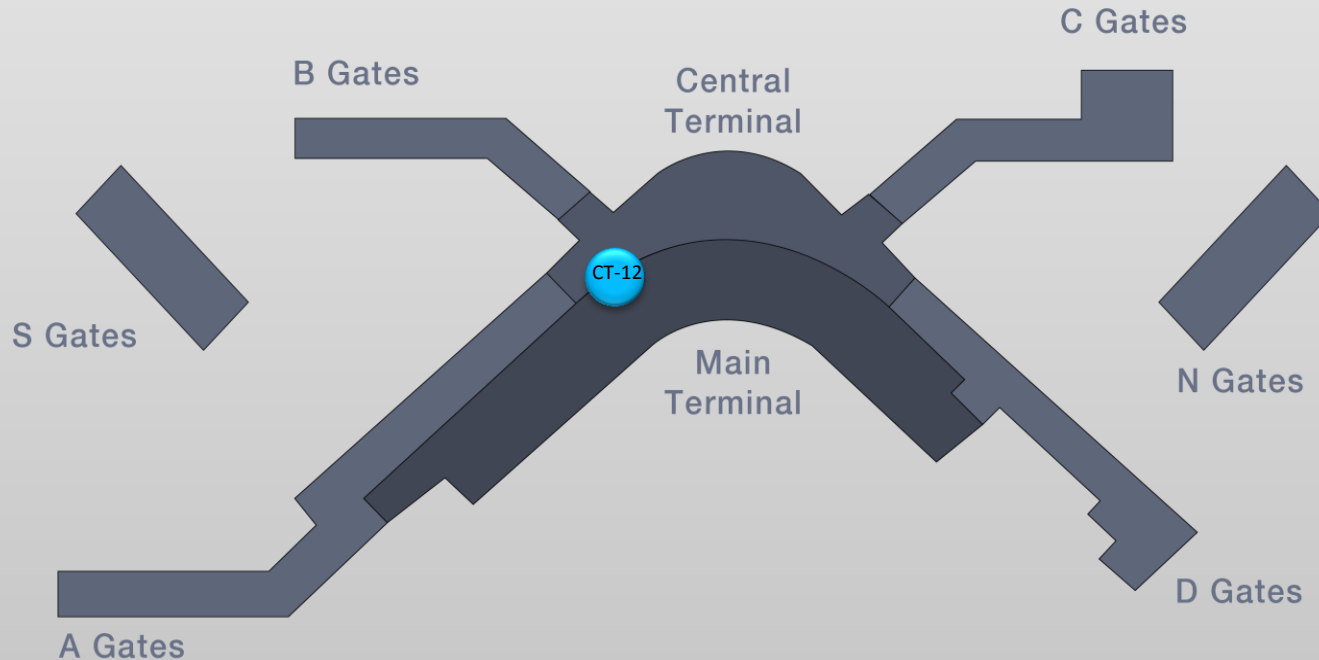 C Gates
B Gates
Central
Terminal
CT-12
S Gates
Main
Terminal
N Gates
D Gates
A Gates